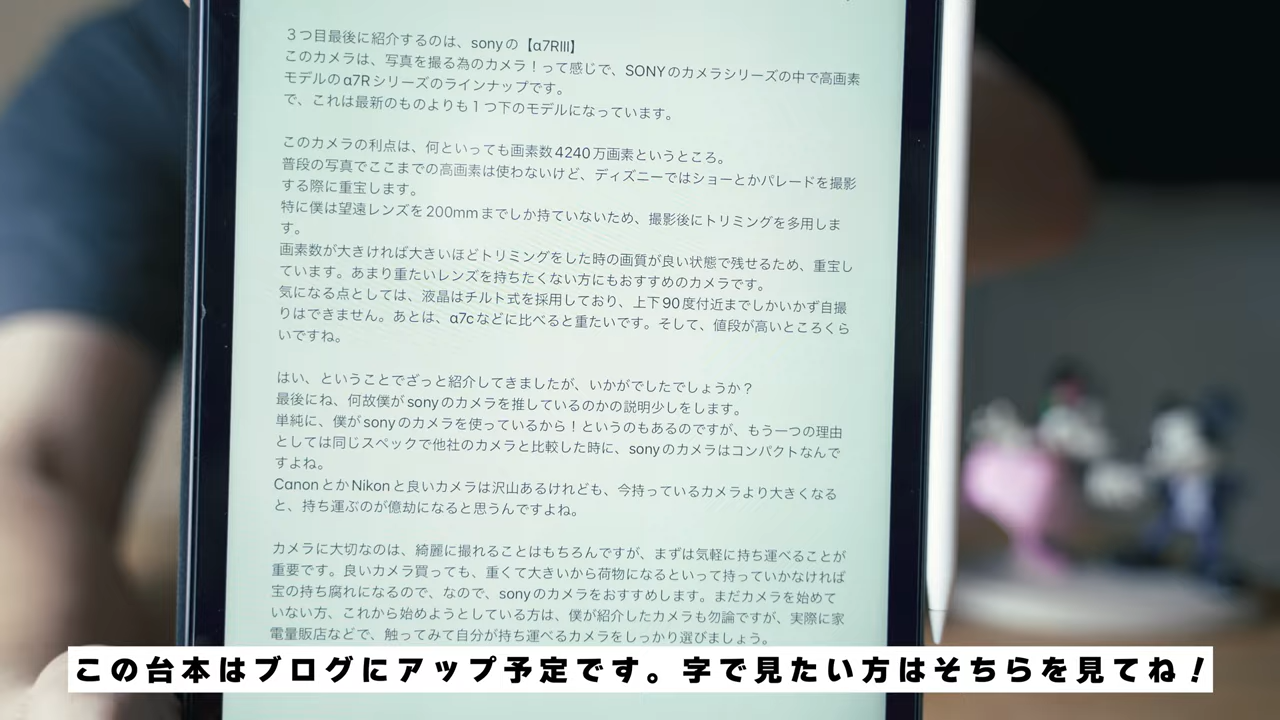 ３つ目最後に紹介するのは、sonyの【α7RIII】
このカメラは、写真を撮る為のカメラ！って感じで、SONYのカメラシリーズの中で高画素
モデルのα7Rシリーズのラインナップです。
で、これは最新のものよりも１つ下のモデルになっています。
このカメラの利点は、何といっても画素数4240万画素というところ。
普段の写真でここまでの高画素は使わないけど、ディズニーではショーとかパレードを撮影
する際に重宝します。
特に僕は望遠レンズを200mmまでしか持ていないため、撮影後にトリミングを多用しま
す。
画素数が大きければ大きいほどトリミングをした時の画質が良い状態で残せるため、重宝し
ています。あまり重たいレンズを持ちたくない方にもおすすめのカメラです。
気になる点としては、液晶はチルト式を採用しており、上下90度付近までしかいかず自撮
りはできません。あとは、α7cなどに比べると重たいです。そして、値段が高いところくら
いですね。
はい、ということでざっと紹介してきましたが、いかがでしたでしょうか？
最後にね、何故僕がsonyのカメラを推しているのかの説明少しをします。
単純に、僕がsonyのカメラを使っているから！というのもあるのですが、もう一つの理由
としては同じスペックで他社のカメラと比較した時に、sonyのカメラはコンパクトなんで
すよね。
CanonとかNikonと良いカメラは沢山あるけれども、今持っているカメラより大きくなる
と、持ち運ぶのが億劫になると思うんですよね。
カメラに大切なのは、綺麗に撮れることはもちろんですが、まずは気軽に持ち運べることが
重要です。良いカメラ買っても、重くて大きいから荷物になるといって持っていかなければ
宝の持ち腐れになるので、なので、sonyのカメラをおすすめします。まだカメラを始めて
いない方、これから始めようとしている方は、僕が紹介したカメラも勿論ですが、実際に家
電量販店などで、触ってみて自分が持ち運べるカメラをしっかり選びましょう。
この台本はブログにアップ予定です。字で見たい方はそちらを見てね！